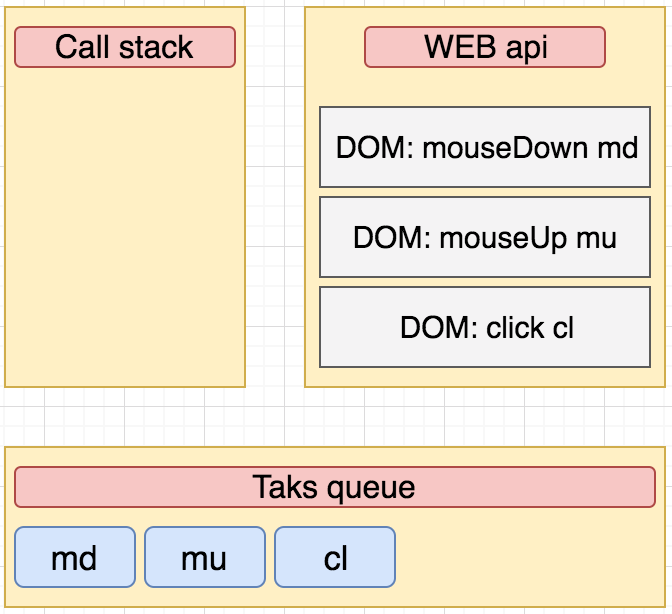 Call stack
WEB api
DOM: mouseDown md
DOM: mouseUp mu
DOM: click cl
Taks queue
md
mu
cl